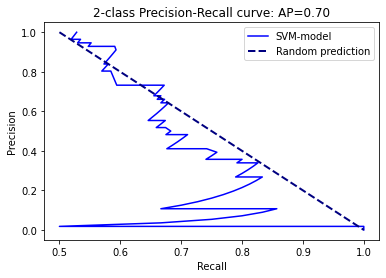 2-class Precision-Recall curve: AP=0.70
SVM-model
Random prediction
Precision
1.0
0.8
0.6
0.4
0.2
0.0
0.5 0.6 0.7 0.8 0.9 1.0
Recall